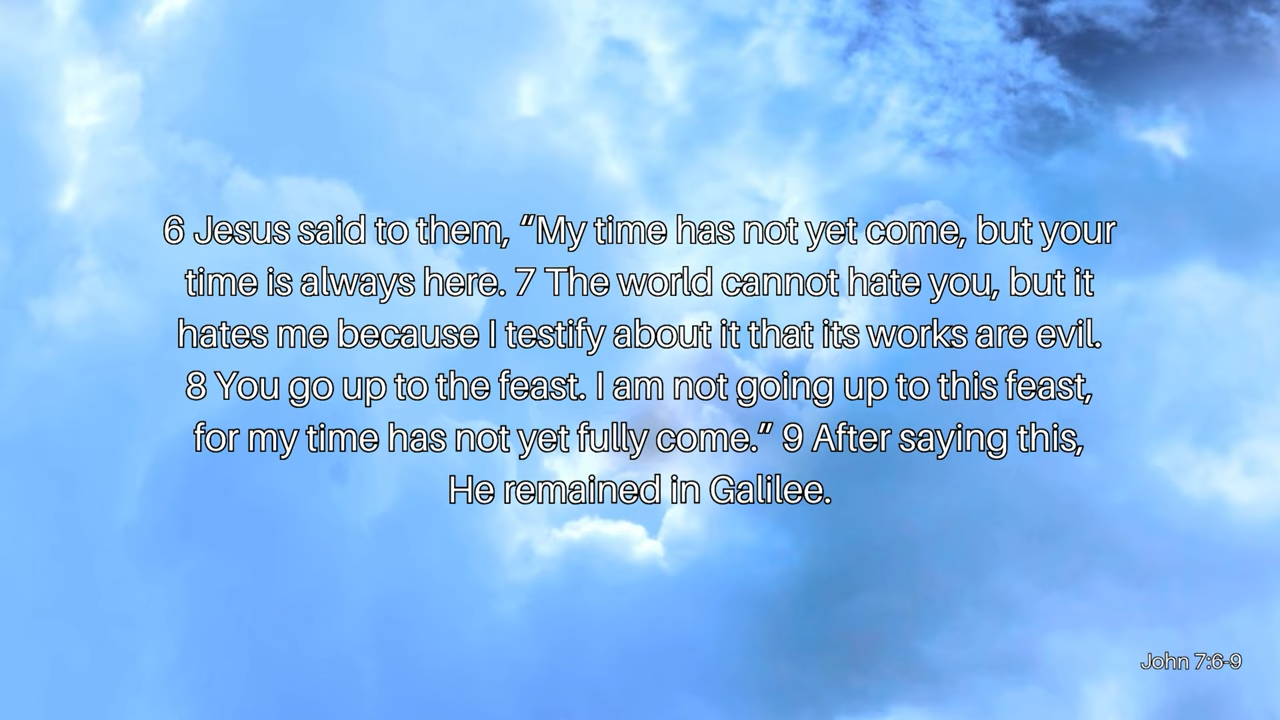 6 Jesus said to them, “My time has not yet come, but your
time is always here. 7 The world cannot hate you, but it
hates me because I testify about it that its works are evil.
8 You go up to the feast. I am not going up to this feast,
for my time has not yet fully come.” 9 After saying this,
He remained in Galilee.
John 7:6-9